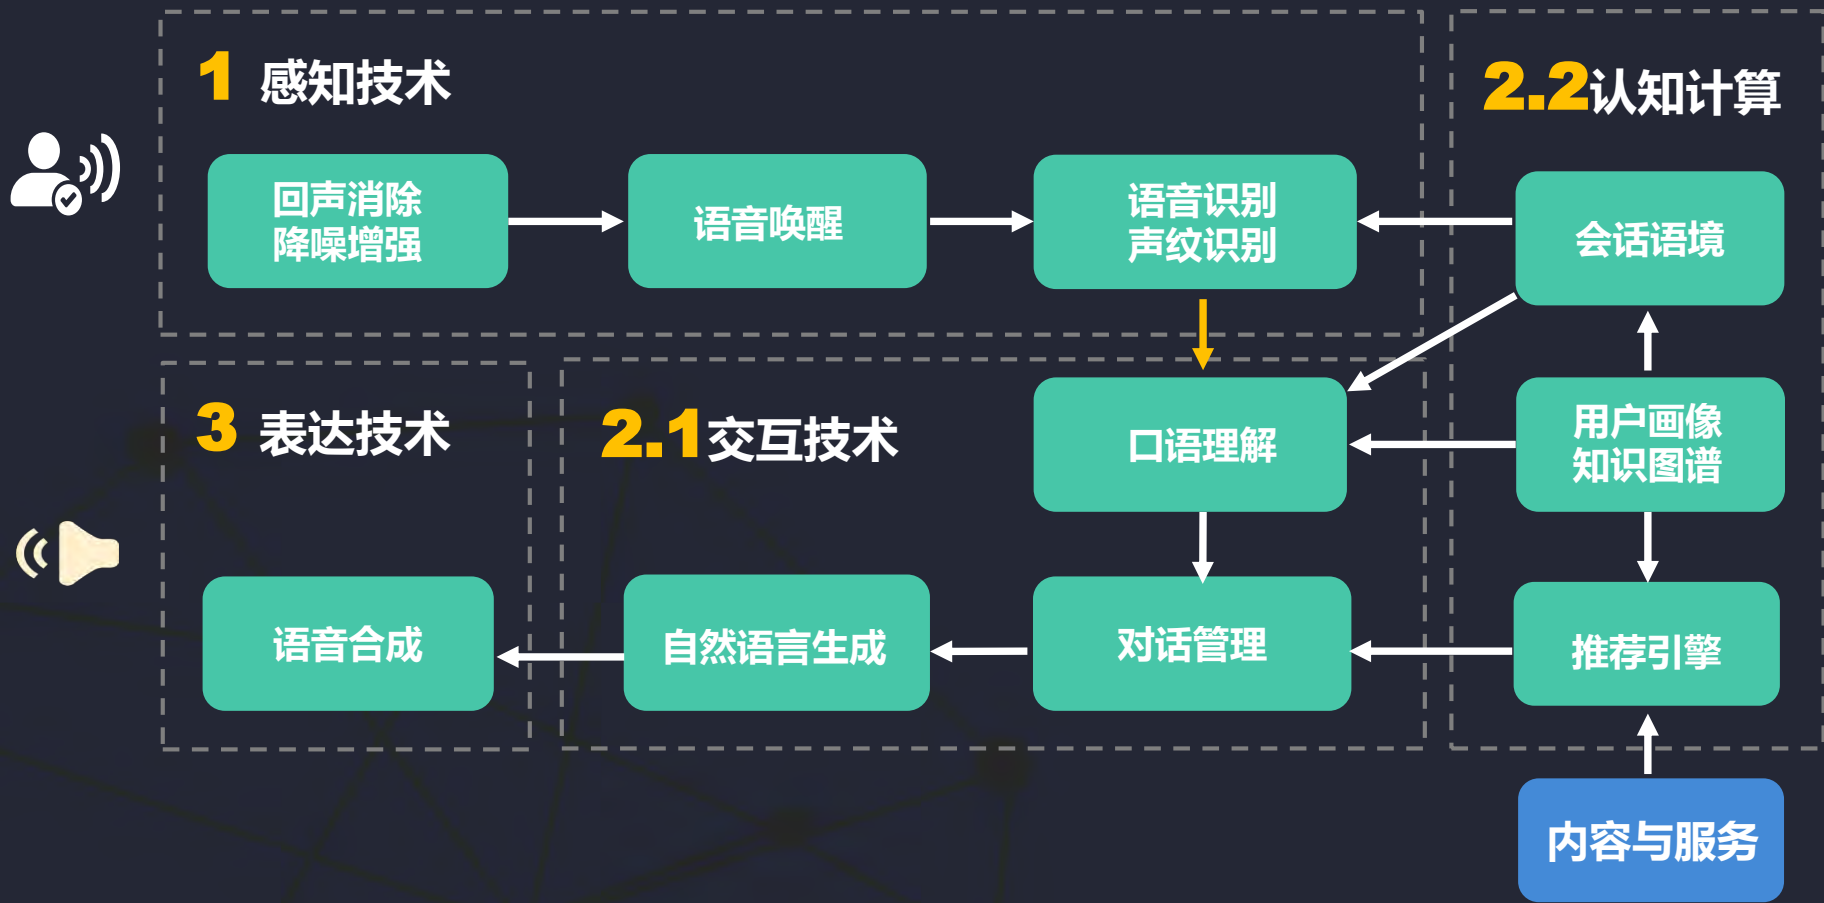 1 感知技术
2.2认知计算
回声消除
降噪增强
语音唤醒
语音识别
声纹识别
会话语境
3 表达技术
2.1交互技术
口语理解
用户画像
知识图谱
语音合成
自然语言生成
对话管理
推荐引擎
内容与服务